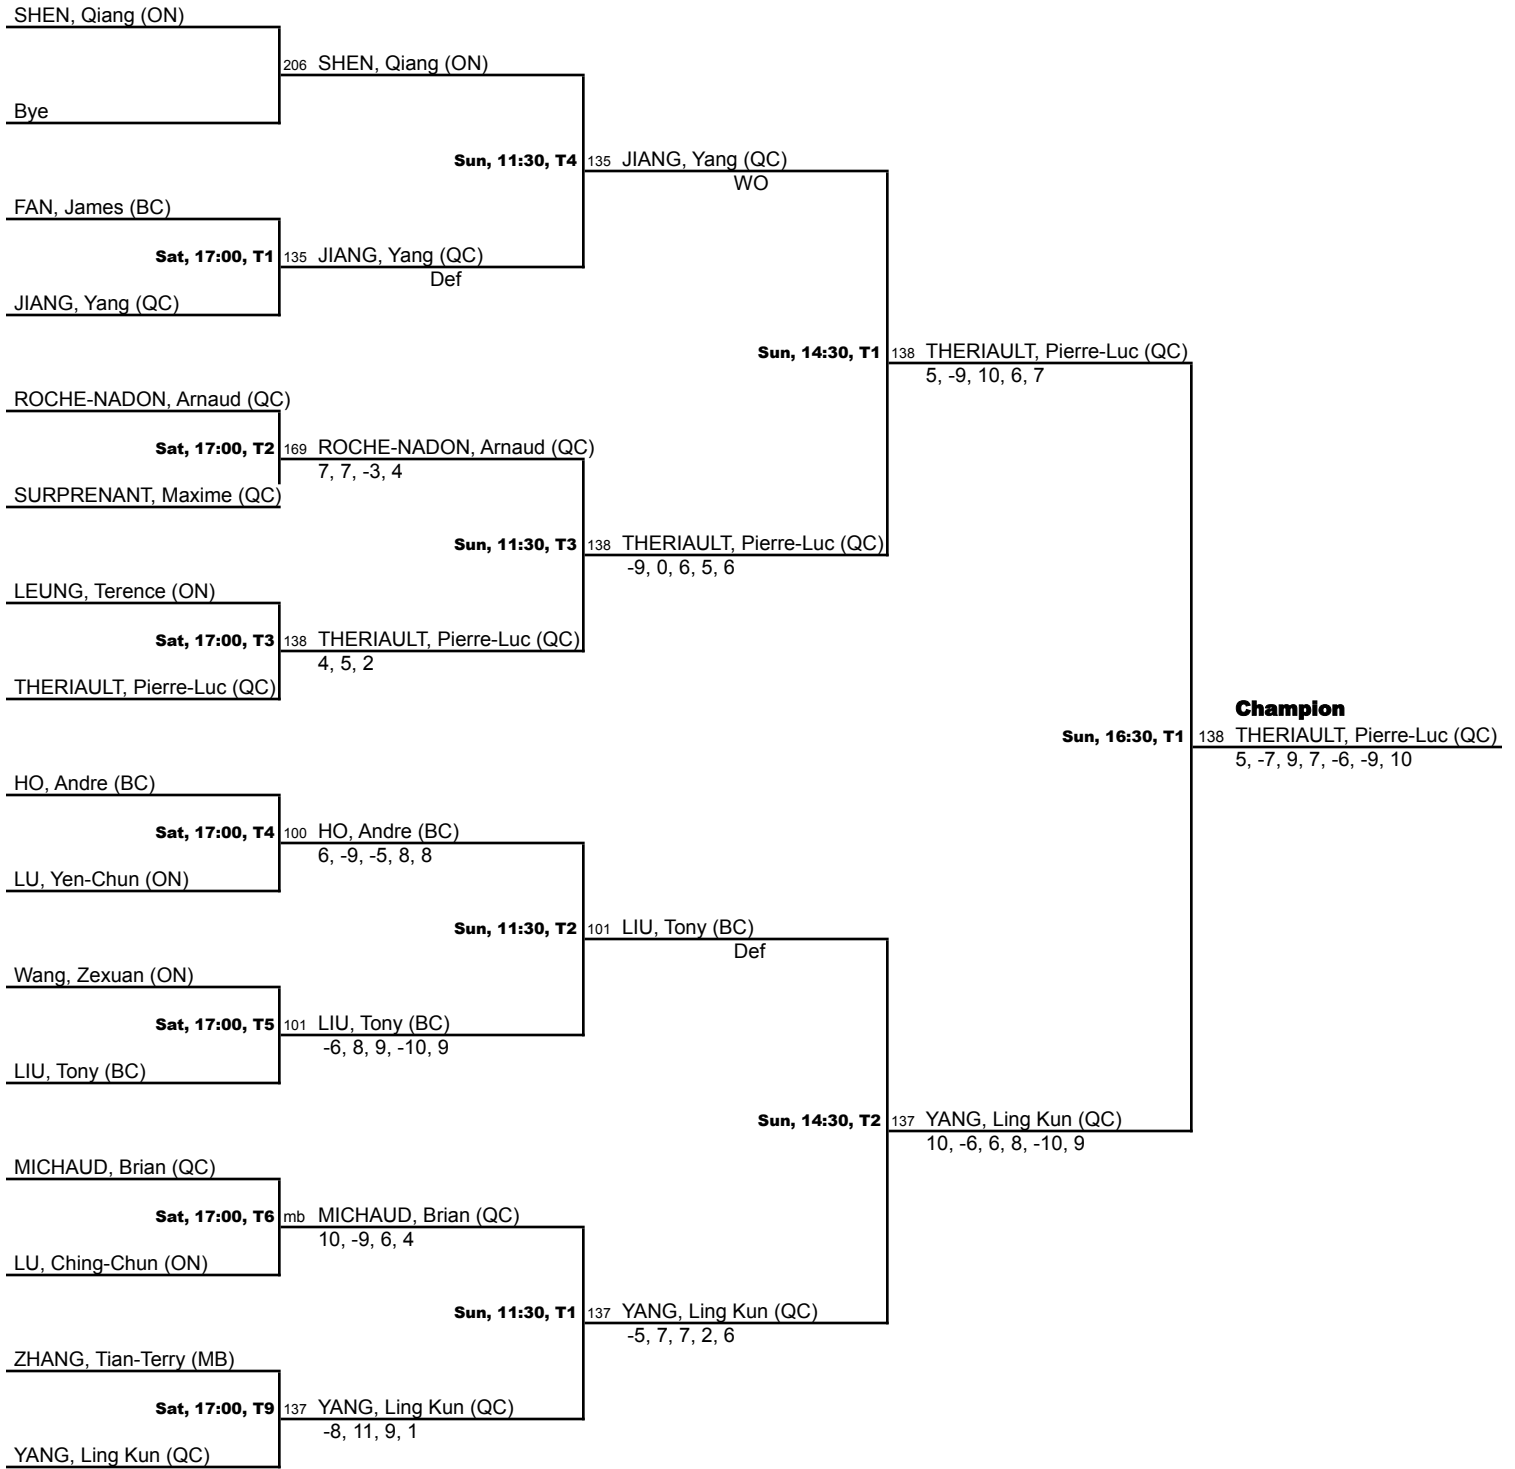 SHEN, Qiang (ON)
206 SHEN, Qiang (ON)
Bye
Sun, 11:30, T4 135 JIANG, Yang (QC)
WO
FAN, James (BC)
Sat, 17:00, T1 135 JIANG, Yang (QC)
Def
JIANG, Yang (QC)
Sun, 14:30, T1 138 THERIAULT, Pierre-Luc (QC)
5, -9, 10, 6, 7
ROCHE-NADON, Arnaud (QC)
Sat, 17:00, T2 169 ROCHE-NADON, Arnaud (QC)
7, 7, -3, 4
SURPRENANT, Maxime (QC)
Sun, 11:30, T3 138 THERIAULT, Pierre-Luc (QC)
-9, 0, 6, 5, 6
LEUNG, Terence (ON)
Sat, 17:00, T3 138 THERIAULT, Pierre-Luc (QC)
4, 5, 2
THERIAULT, Pierre-Luc (QC)
Champion
Sun, 16:30, T1 138 THERIAULT, Pierre-Luc (QC)
5, -7, 9, 7, -6, -9, 10
HO, Andre (BC)
Sat, 17:00, T4 100 HO, Andre (BC)
6, -9, -5, 8, 8
LU, Yen-Chun (ON)
Sun, 11:30, T2 101 LIU, Tony (BC)
Def
Wang, Zexuan (ON)
Sat, 17:00, T5 101 LIU, Tony (BC)
-6, 8, 9, -10, 9
LIU, Tony (BC)
Sun, 14:30, T2 137 YANG, Ling Kun (QC)
10, -6, 6, 8, -10, 9
MICHAUD, Brian (QC)
Sat, 17:00, T6 mb MICHAUD, Brian (QC)
10, -9, 6, 4
LU, Ching-Chun (ON)
Sun, 11:30, T1 137 YANG, Ling Kun (QC)
-5, 7, 7, 2, 6
ZHANG, Tian-Terry (MB)
Sat, 17:00, T9 137 YANG, Ling Kun (QC)
-8, 11, 9, 1
YANG, Ling Kun (QC)